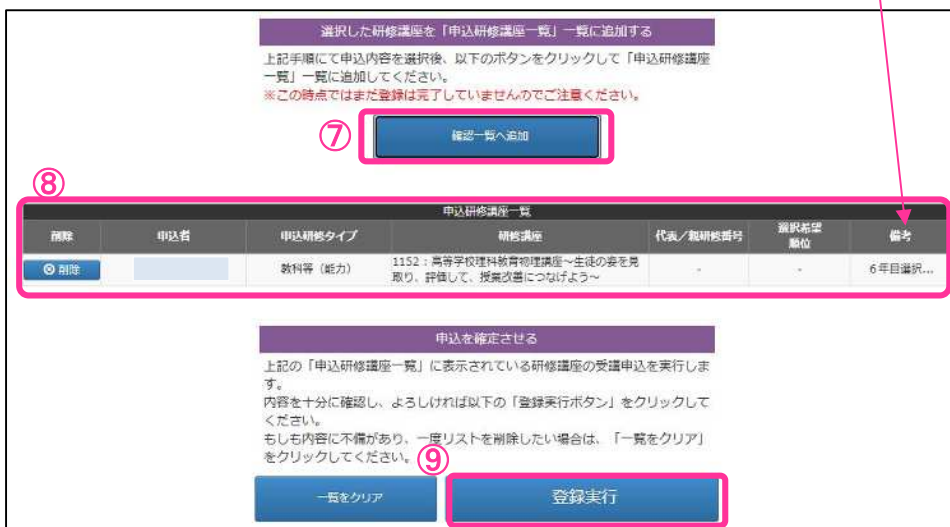 選択した研修講座を「申込研修講座一覧」一覧に追加する
上記手順にて申込内容を選択後、以下のボタンをクリックして「申込研修講座
一覧」一覧に追加してください。
※この時点ではまだ登録は完了していませんのでご注意ください。
⑦
確認一覧へ追加
⑧
申込研修講座一覧
削除 申込者 申込研修タイプ 研修講座 代表／親研修番号 選択希望 備考
順位
削除 教科等（能力） 1152：高等学校理科教育物理講座～生徒の姿を見 - - 6年目選択...
取り、評価して、授業改善につなげよう～
申込を確定させる
上記の「申込研修講座一覧」に表示されている研修講座の受講申込を実行しま
す。
内容を十分に確認し、よろしければ以下の「登録実行ボタン」をクリックして
ください。
もしも内容に不備があり、一度リストを削除したい場合は、「一覧をクリア」
をクリックしてください。
⑨
一覧をクリア 登録実行